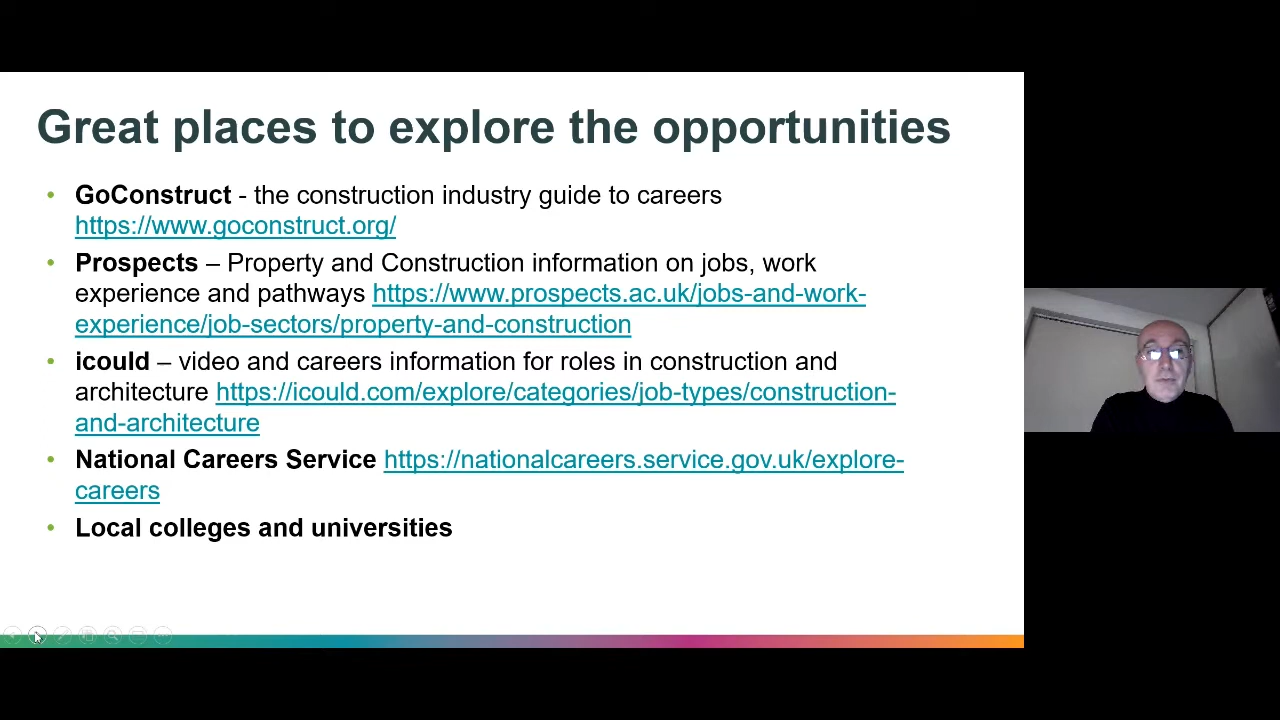 Great places to explore the opportunities
• GoConstruct - the construction industry guide to careers
https://www.goconstruct.org/
• Prospects – Property and Construction information on jobs, work
experience and pathways https://www.prospects.ac.uk/jobs-and-work-
experience/job-sectors/property-and-construction
• icould – video and careers information for roles in construction and
architecture https://icould.com/explore/categories/job-types/construction-
and-architecture
• National Careers Service https://nationalcareers.service.gov.uk/explore-
careers
• Local colleges and universities